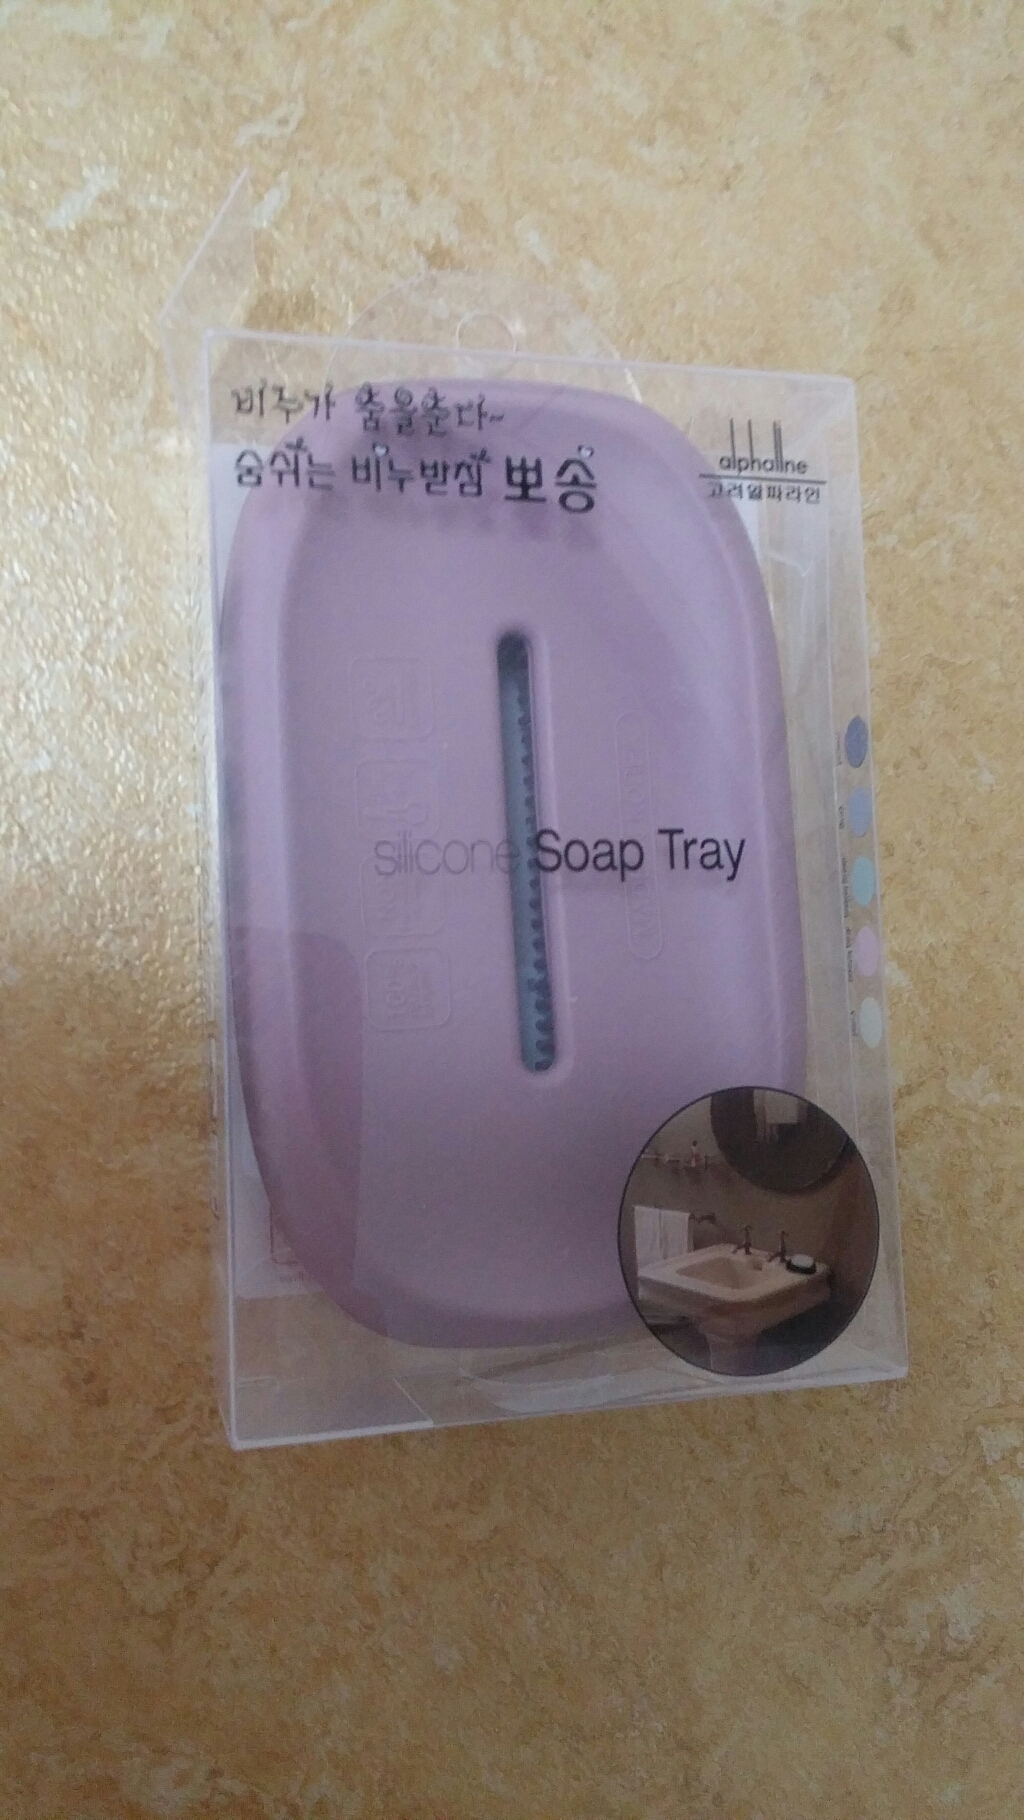 비누가 춤을춘다~
숨쉬는 비누받침 뽀송
alphaline
고려알파라인
silicone Soap Tray